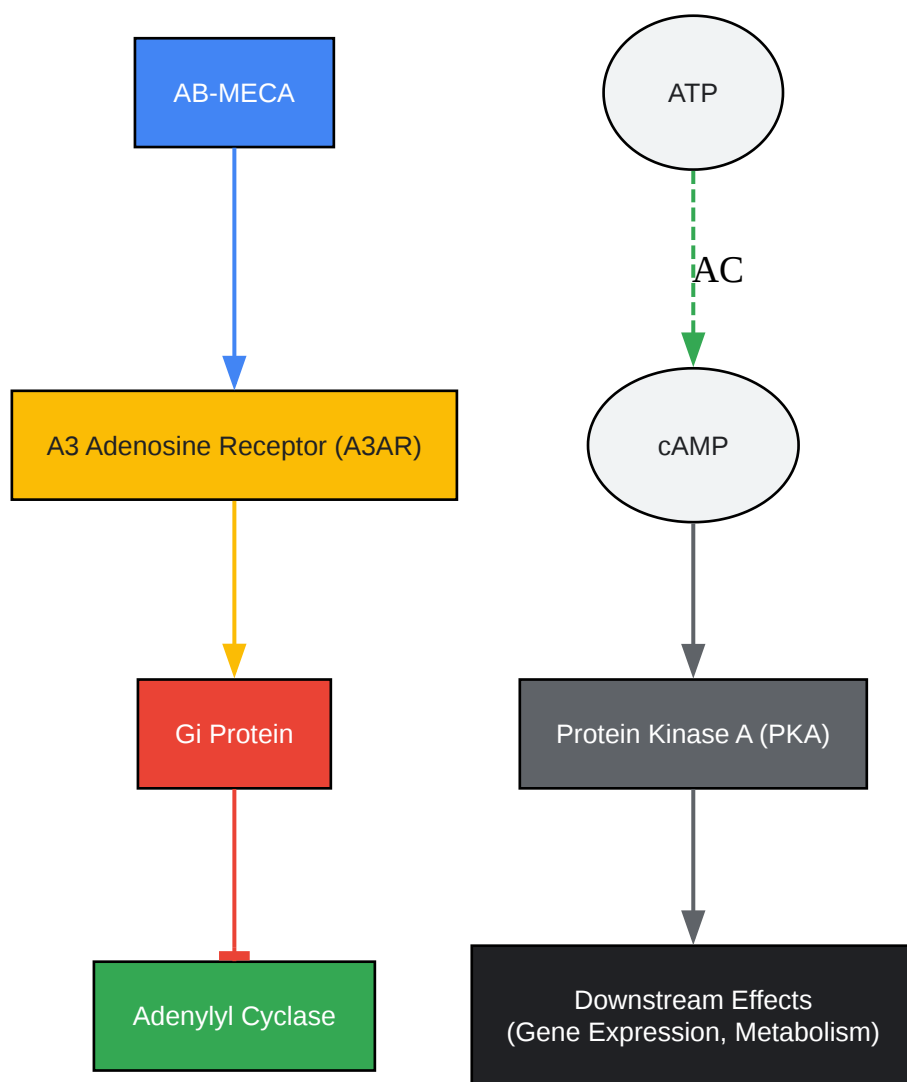 AB-MECA
ATP
AC
A3 Adenosine Receptor (A3AR)
cAMP
Gi Protein
Protein Kinase A (PKA)
Adenylyl Cyclase
Downstream Effects
(Gene Expression, Metabolism)